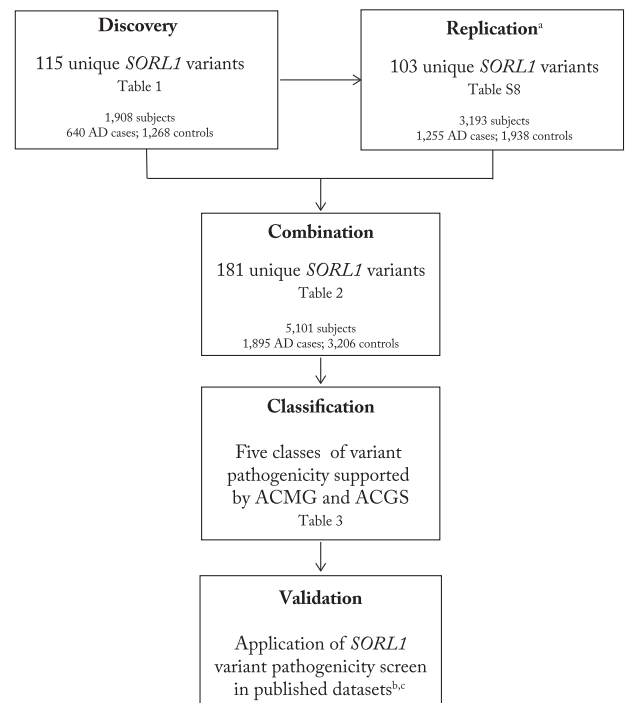 Discovery
115 unique SORL1 variants
Table 1
1,908 subjects
640 AD cases; 1,268 controls
Replicationᵃ
103 unique SORL1 variants
Table S8
3,193 subjects
1,255 AD cases; 1,938 controls
Combination
181 unique SORL1 variants
Table 2
5,101 subjects
1,895 AD cases; 3,206 controls
Classification
Five classes of variant
pathogenicity supported
by ACMG and ACGS
Table 3
Validation
Application of SORL1
variant pathogenicity screen
in published datasetsᵇ,ᶜ